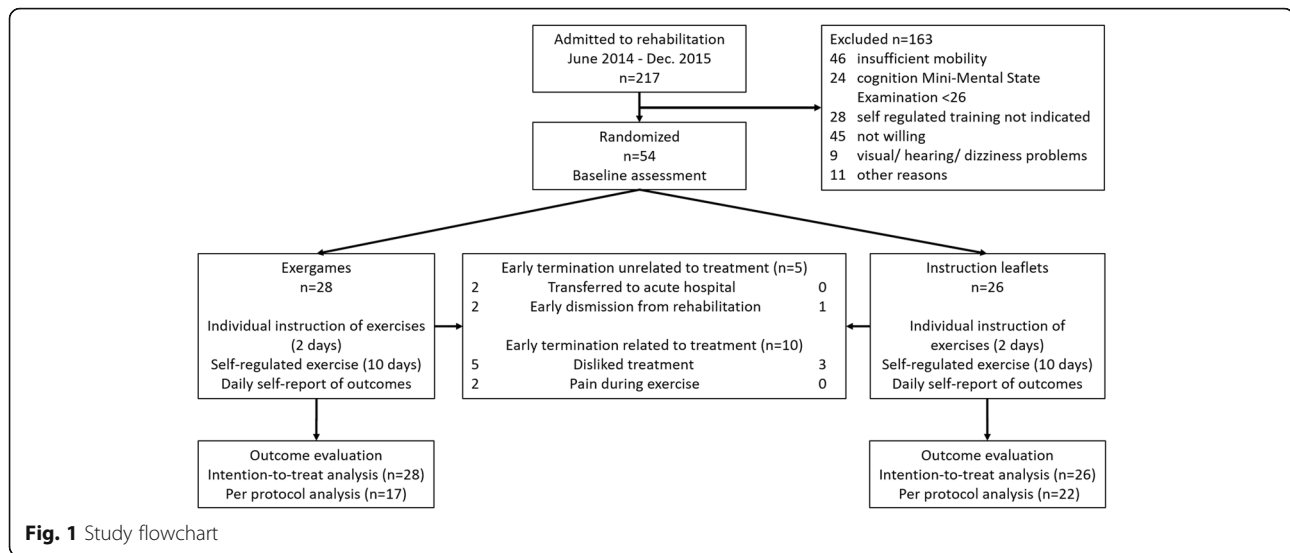 Admitted to rehabilitation
June 2014 - Dec. 2015
n=217
Excluded n=163
46 insufficient mobility
24 cognition Mini-Mental State
Examination <26
28 self regulated training not indicated
45 not willing
9 visual/ hearing/ dizziness problems
11 other reasons
Randomized
n=54
Baseline assessment
Exergames
n=28
Individual instruction of exercises
(2 days)
Self-regulated exercise (10 days)
Daily self-report of outcomes
Early termination unrelated to treatment (n=5)
2 Transferred to acute hospital 0
2 Early dismission from rehabilitation 1
Early termination related to treatment (n=10)
5 Disliked treatment 3
2 Pain during exercise 0
Instruction leaflets
n=26
Individual instruction of
exercises (2 days)
Self-regulated exercise (10 days)
Daily self-report of outcomes
Outcome evaluation
Intention-to-treat analysis (n=28)
Per protocol analysis (n=17)
Outcome evaluation
Intention-to-treat analysis (n=26)
Per protocol analysis (n=22)
Fig. 1 Study flowchart